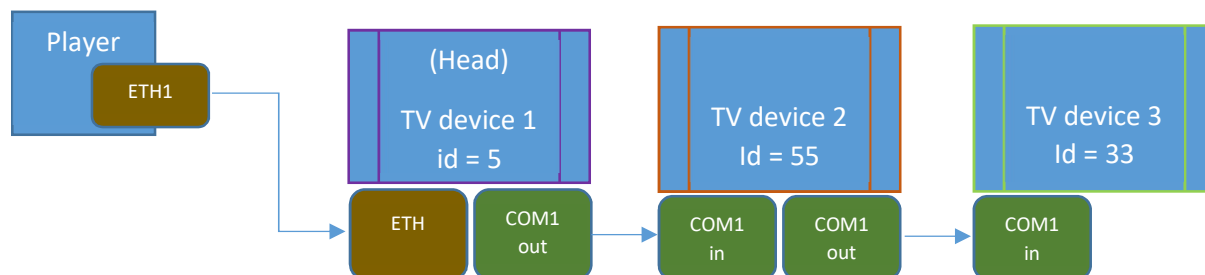 Player
ETH1
(Head)
TV device 1
id = 5
ETH
COM1
out
TV device 2
Id = 55
COM1
in
COM1
out
TV device 3
Id = 33
COM1
in